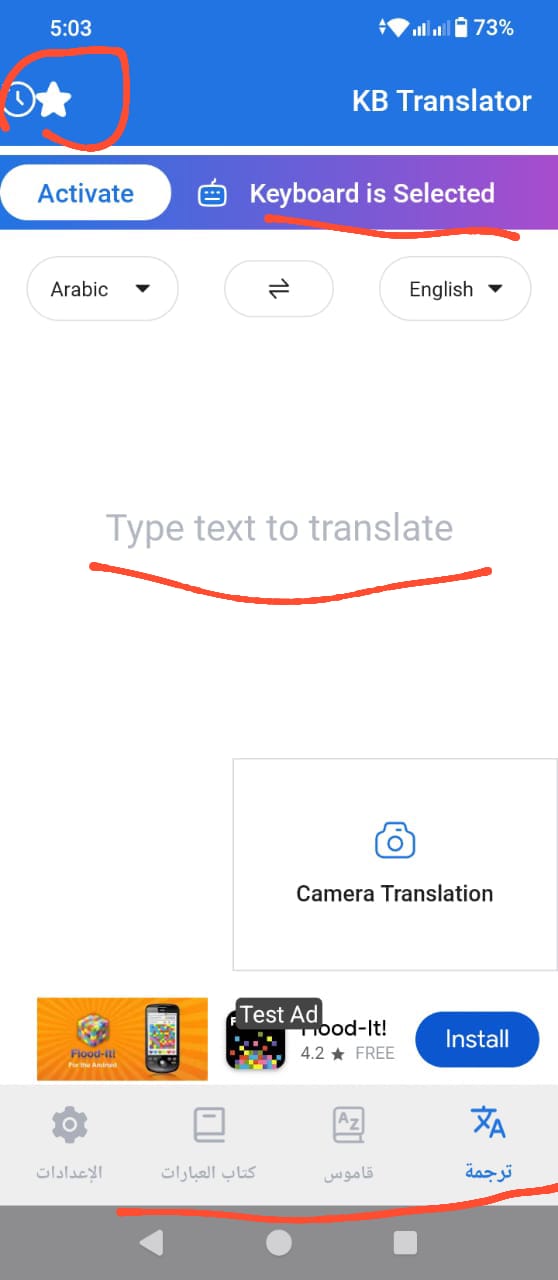 5:03
73%
KB Translator
Activate
Keyboard is Selected
Arabic
English
Type text to translate
Camera Translation
Flood-It!
For the Android
Test Ad
Flood-It!
4.2 ★ FREE
Install
ترجمة
قاموس
كتاب العبارات
الإعدادات